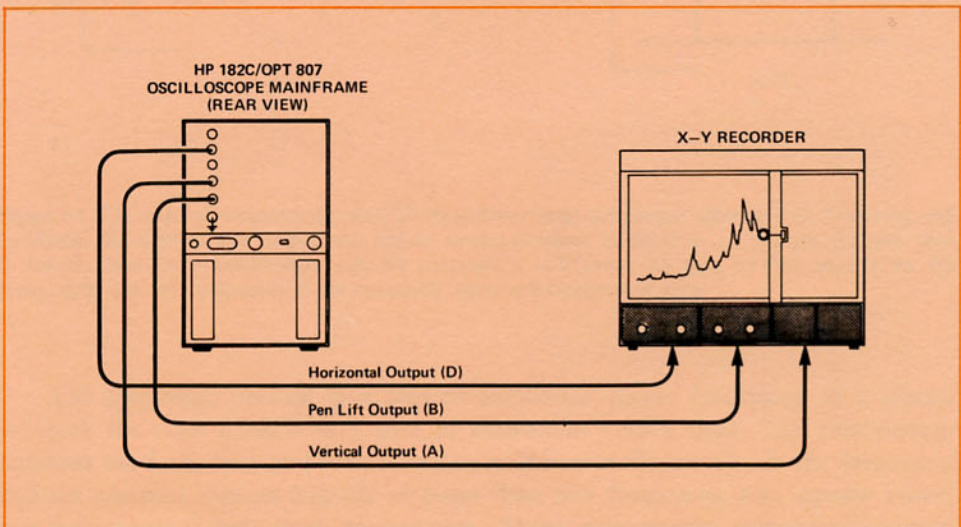 HP 182C/OPT 807
OSCILLOSCOPE MAINFRAME
(REAR VIEW)
X–Y RECORDER
Horizontal Output (D)
Pen Lift Output (B)
Vertical Output (A)